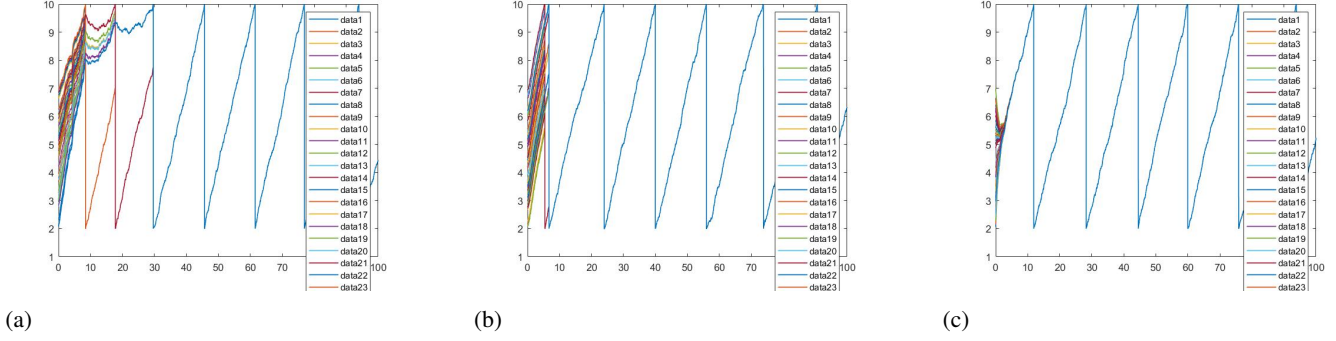 10
9
8
7
6
5
4
3
2
1
0 10 20 30 40 50 60 70 100
data1
data2
data3
data4
data5
data6
data7
data8
data9
data10
data11
data12
data13
data14
data15
data16
data17
data18
data19
data20
data21
data22
data23
(a)
10
9
8
7
6
5
4
3
2
1
0 10 20 30 40 50 60 70 100
data1
data2
data3
data4
data5
data6
data7
data8
data9
data10
data11
data12
data13
data14
data15
data16
data17
data18
data19
data20
data21
data22
data23
(b)
10
9
8
7
6
5
4
3
2
1
0 10 20 30 40 50 60 70 100
data1
data2
data3
data4
data5
data6
data7
data8
data9
data10
data11
data12
data13
data14
data15
data16
data17
data18
data19
data20
data21
data22
data23
(c)